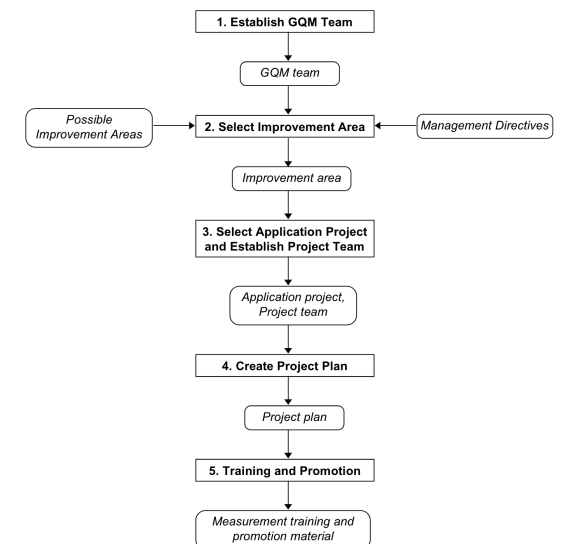 1. Establish GQM Team
GQM team
Possible
Improvement Areas
2. Select Improvement Area
Management Directives
Improvement area
3. Select Application Project
and Establish Project Team
Application project,
Project team
4. Create Project Plan
Project plan
5. Training and Promotion
Measurement training and
promotion material